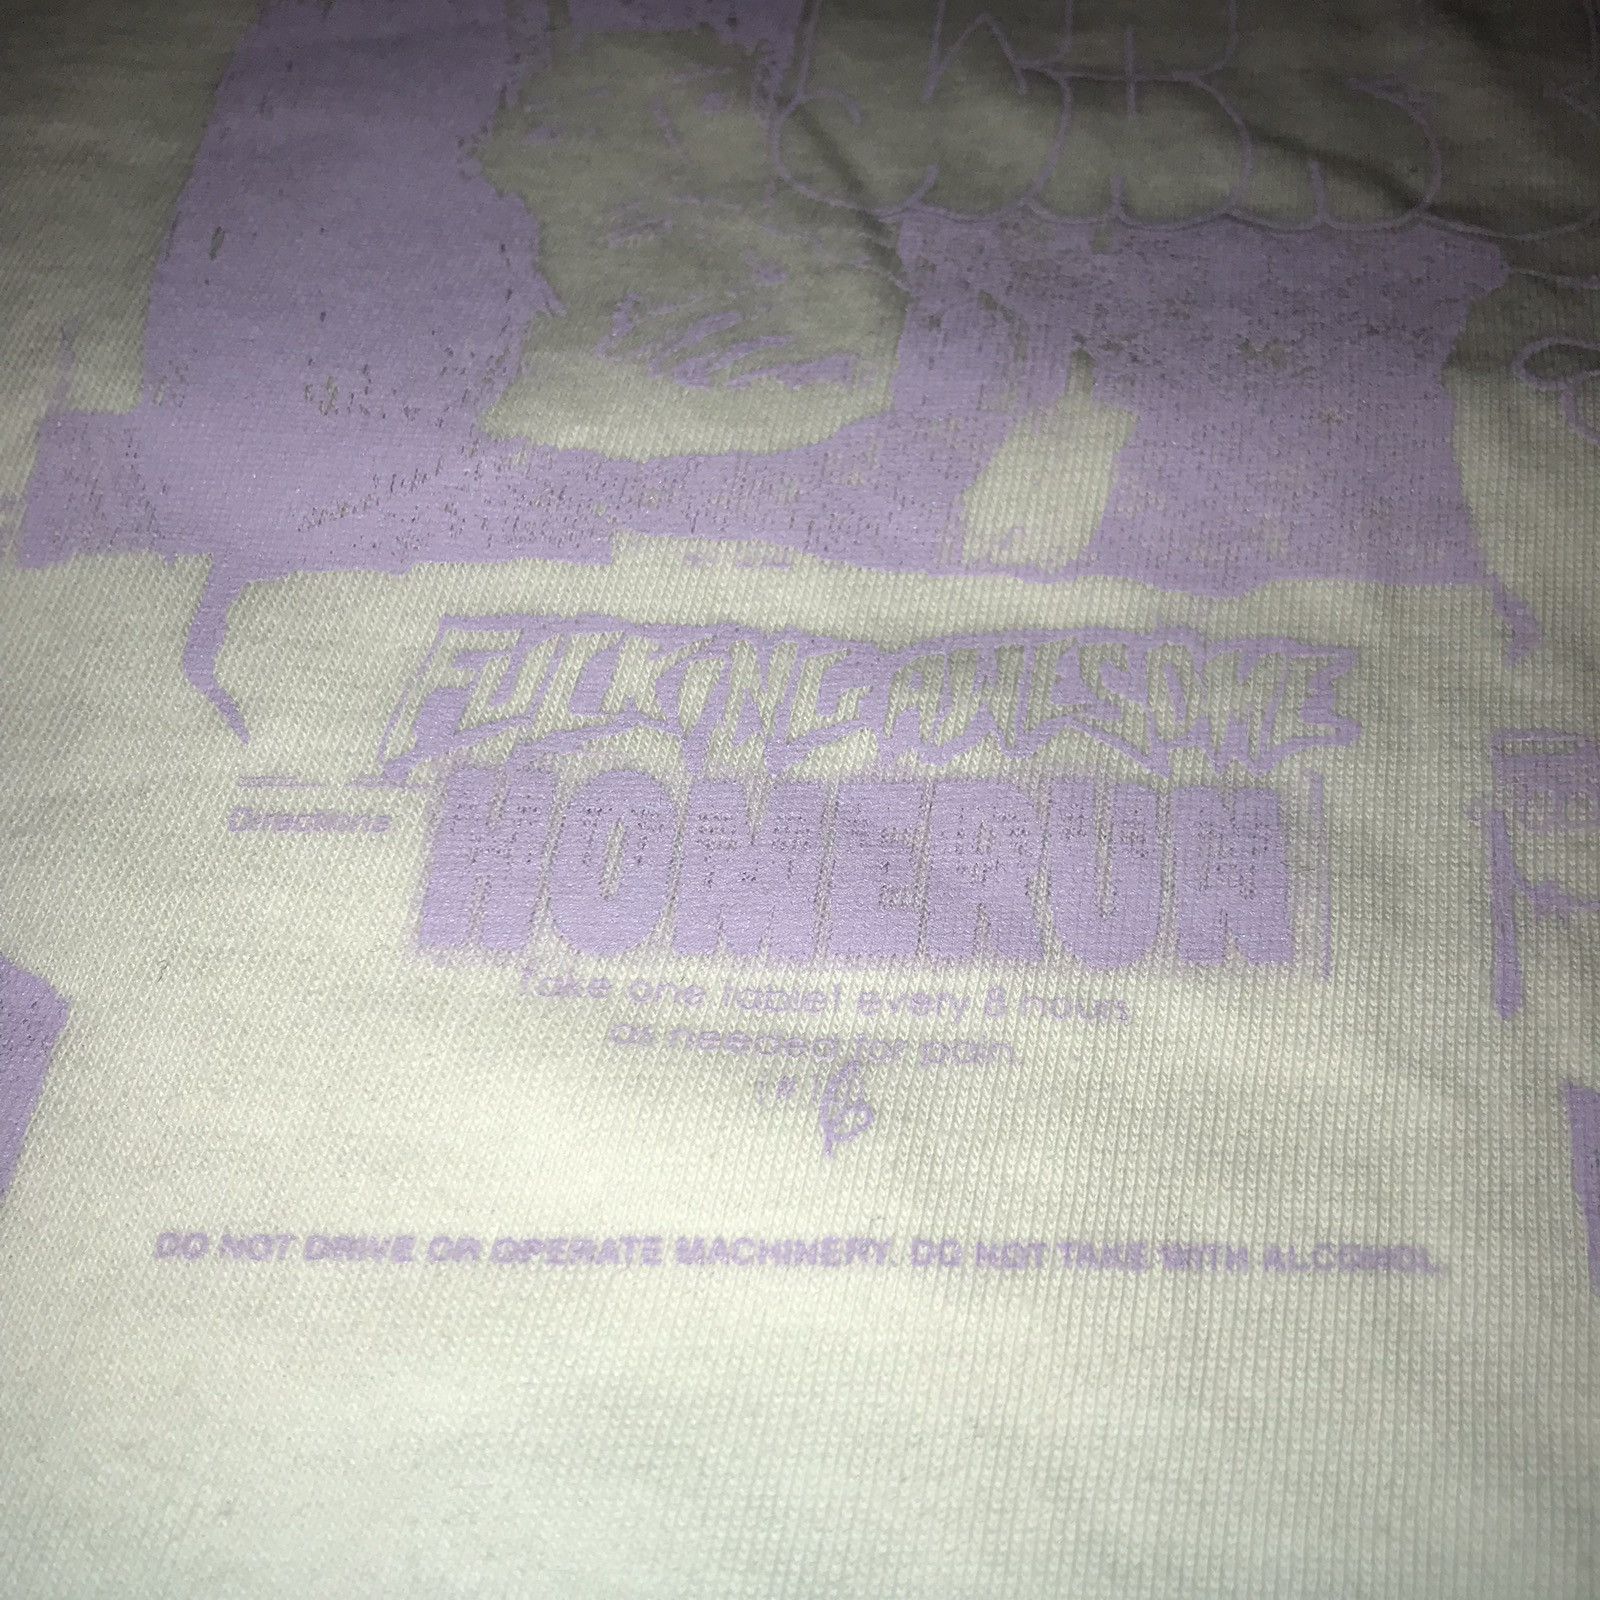 FUCKING AWESOME
Directions
HOMERUN
Take one tablet every 8 hours
as needed for pain.
DO NOT DRIVE OR OPERATE MACHINERY. DO NOT TAKE WITH ALCOHOL.